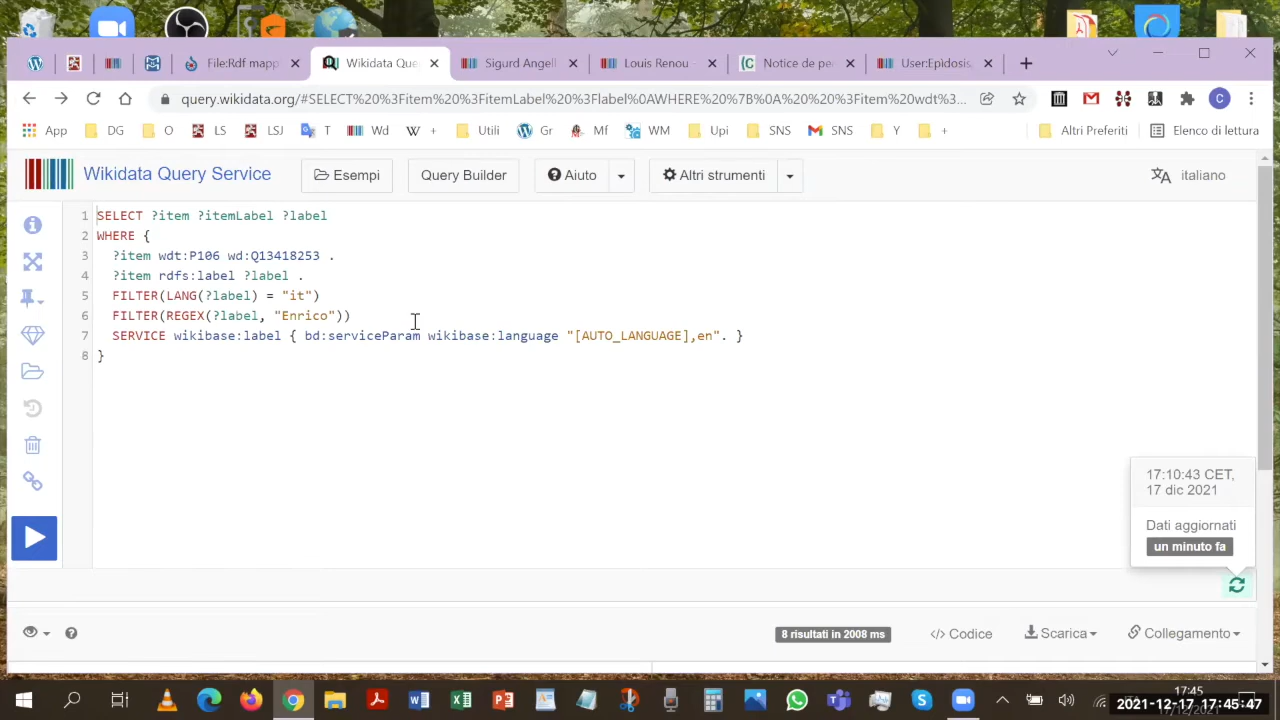 File:Rdf mapp
Wikidata Que
Sigurd Angell
Louis Renou -
Notice de per
User:Epìdosis
query.wikidata.org/#SELECT%20%3Fitem%20%3FitemLabel%20%3Flabel%0AWHERE%20%7B%0A%20%20%3Fitem%20wdt...
C
App
DG
O
LS
LSJ
T
Wd
+
Utili
Gr
Mf
WM
Upi
SNS
SNS
Y
+
Altri Preferiti
Elenco di lettura
Wikidata Query Service
Esempi
Query Builder
Aiuto
Altri strumenti
italiano
1 SELECT ?item ?itemLabel ?label
2 WHERE {
3 ?item wdt:P106 wd:Q13418253 .
4 ?item rdfs:label ?label .
5 FILTER(LANG(?label) = "it")
6 FILTER(REGEX(?label, "Enrico"))
7 SERVICE wikibase:label { bd:serviceParam wikibase:language "[AUTO_LANGUAGE],en". }
8 }
17:10:43 CET,
17 dic 2021
Dati aggiornati
un minuto fa
8 risultati in 2008 ms
</> Codice
Scarica
Collegamento
17:45
2021-12-17 17:45:47